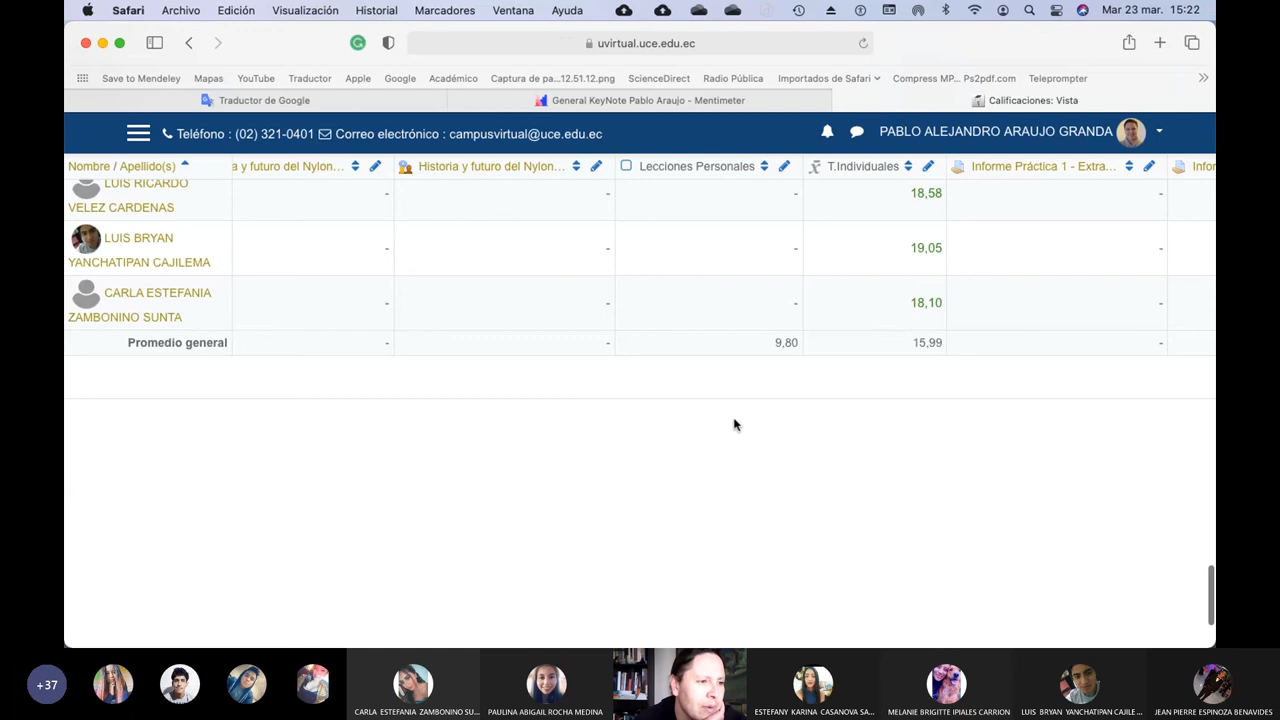 Safari Archivo Edición Visualización Historial Marcadores Ventana Ayuda Mar 23 mar. 15:22
uvirtual.uce.edu.ec
Save to Mendeley Mapas YouTube Traductor Apple Google Académico Captura de pa...12.51.12.png ScienceDirect Radio Pública Importados de Safari Compress MP... Ps2pdf.com Teleprompter
Traductor de Google General KeyNote Pablo Araujo - Mentimeter Calificaciones: Vista
Teléfono : (02) 321-0401 Correo electrónico : campusvirtual@uce.edu.ec PABLO ALEJANDRO ARAUJO GRANDA
Nombre / Apellido(s) a y futuro del Nylon... Historia y futuro del Nylon... Lecciones Personales T.Individuales Informe Práctica 1 - Extra... Infor
LUIS RICARDO
VELEZ CARDENAS - - - 18,58 -
LUIS BRYAN
YANCHATIPAN CAJILEMA - - - 19,05 -
CARLA ESTEFANIA
ZAMBONINO SUNTA - - - 18,10 -
Promedio general - - 9,80 15,99 -
+37
CARLA ESTEFANIA ZAMBONINO SU... PAULINA ABIGAIL ROCHA MEDINA ESTEFANY KARINA CASANOVA SA... MELANIE BRIGITTE IPIALES CARRION LUIS BRYAN YANCHATIPAN CAJILE... JEAN PIERRE ESPINOZA BENAVIDES